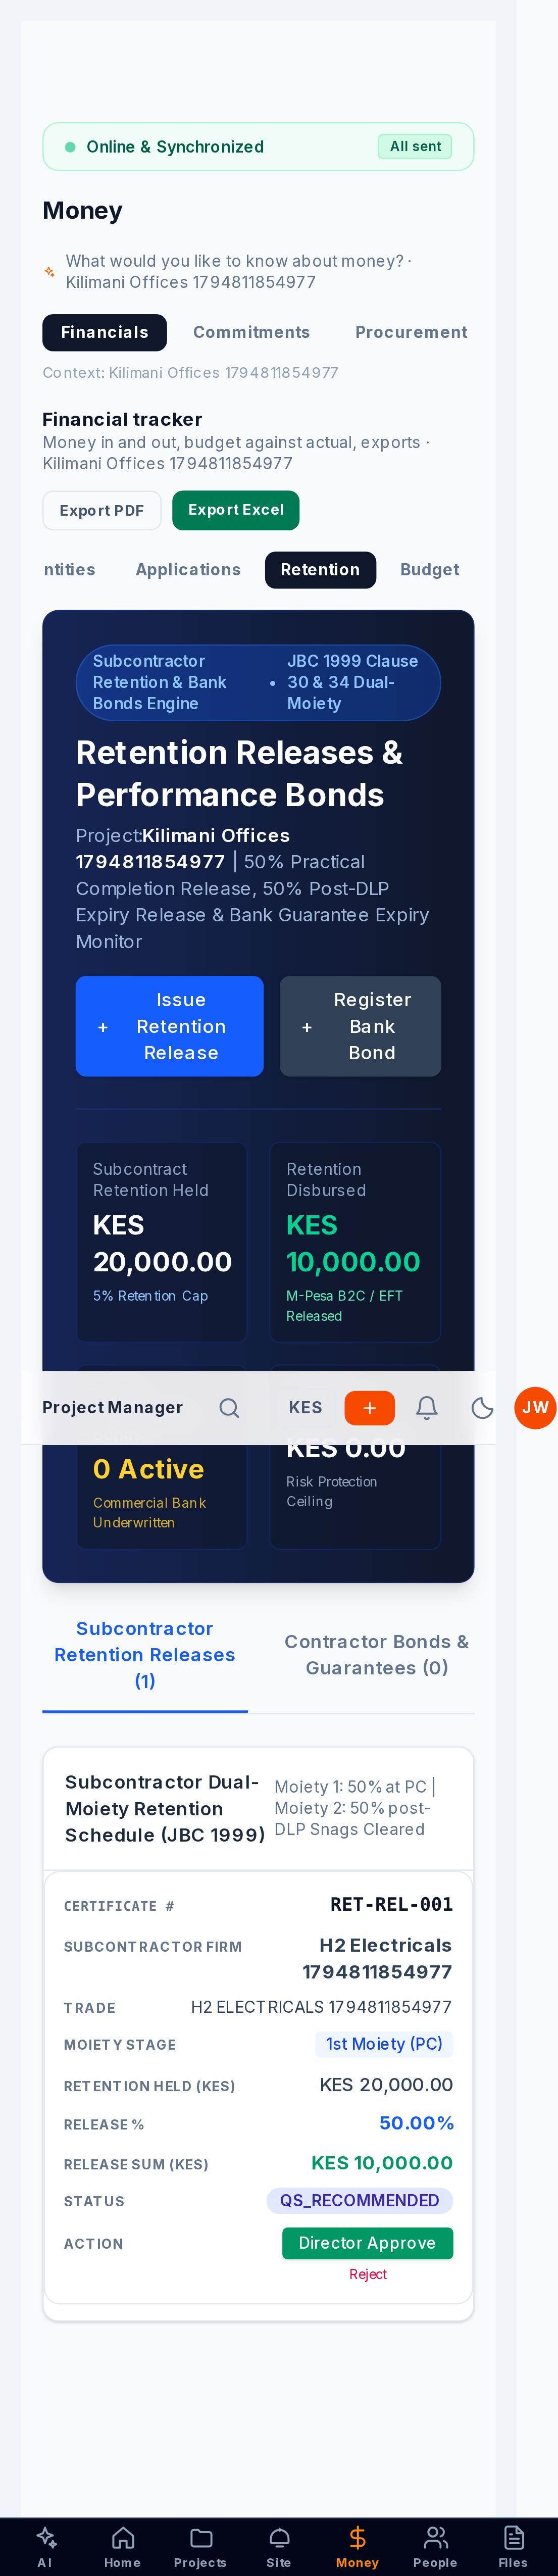 Online & Synchronized
All sent
Money
What would you like to know about money? ·
Kilimani Offices 1794811854977
Financials
Commitments
Procurement
Context: Kilimani Offices 1794811854977
Financial tracker
Money in and out, budget against actual, exports ·
Kilimani Offices 1794811854977
Export PDF
Export Excel
ntities
Applications
Retention
Budget
Subcontractor
Retention & Bank
Bonds Engine
•
JBC 1999 Clause
30 & 34 Dual-
Moiety
Retention Releases &
Performance Bonds
Project:Kilimani Offices
1794811854977 | 50% Practical
Completion Release, 50% Post-DLP
Expiry Release & Bank Guarantee Expiry
Monitor
+ Issue
Retention
Release
+ Register
Bank
Bond
Subcontract
Retention Held
KES
20,000.00
5% Retention Cap
Retention
Disbursed
KES
10,000.00
M-Pesa B2C / EFT
Released
Project Manager
KES
+
JW
0 Active
Commercial Bank
Underwritten
KES 0.00
Risk Protection
Ceiling
Subcontractor
Retention Releases
(1)
Contractor Bonds &
Guarantees (0)
Subcontractor Dual-
Moiety Retention
Schedule (JBC 1999)
Moiety 1: 50% at PC |
Moiety 2: 50% post-
DLP Snags Cleared
CERTIFICATE #
RET-REL-001
SUBCONTRACTOR FIRM
H2 Electricals
1794811854977
TRADE
H2 ELECTRICALS 1794811854977
MOIETY STAGE
1st Moiety (PC)
RETENTION HELD (KES)
KES 20,000.00
RELEASE %
50.00%
RELEASE SUM (KES)
KES 10,000.00
STATUS
QS_RECOMMENDED
ACTION
Director Approve
Reject
AI
Home
Projects
Site
Money
People
Files